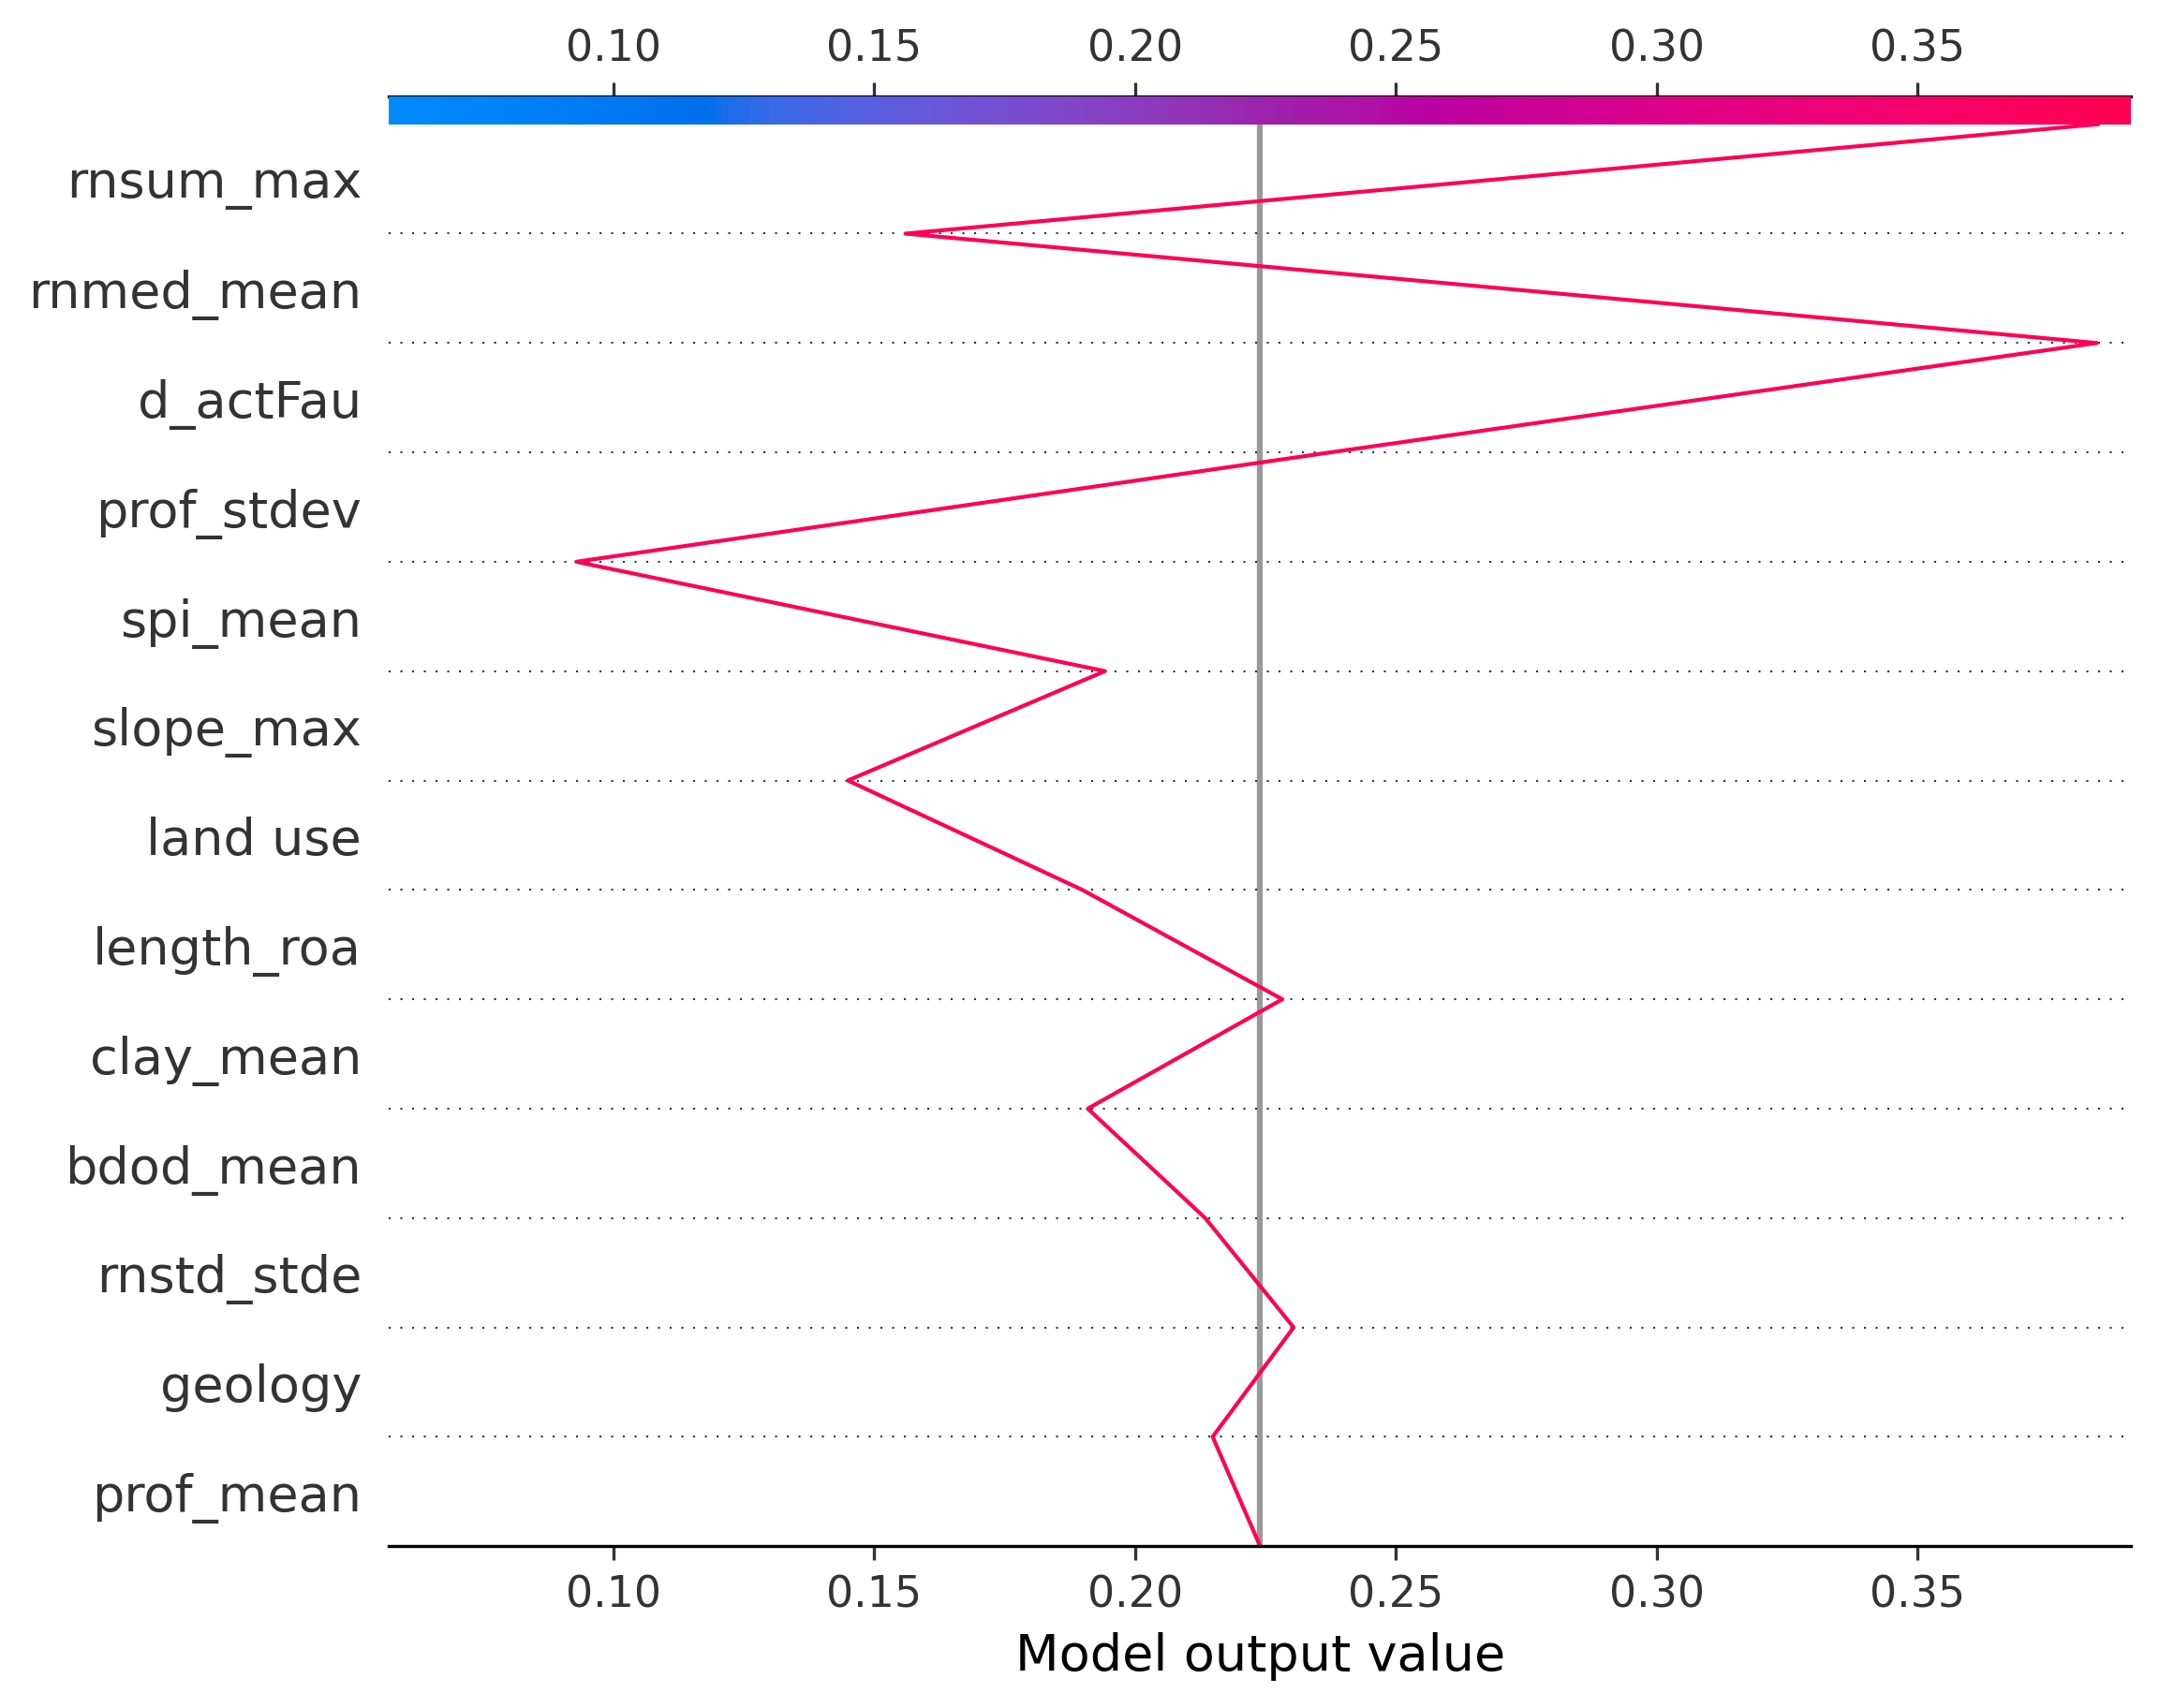 0.10 0.15 0.20 0.25 0.30 0.35
rnsum_max
rnmed_mean
d_actFau
prof_stdev
spi_mean
slope_max
land use
length_roa
clay_mean
bdod_mean
rnstd_stde
geology
prof_mean
0.10 0.15 0.20 0.25 0.30 0.35
Model output value